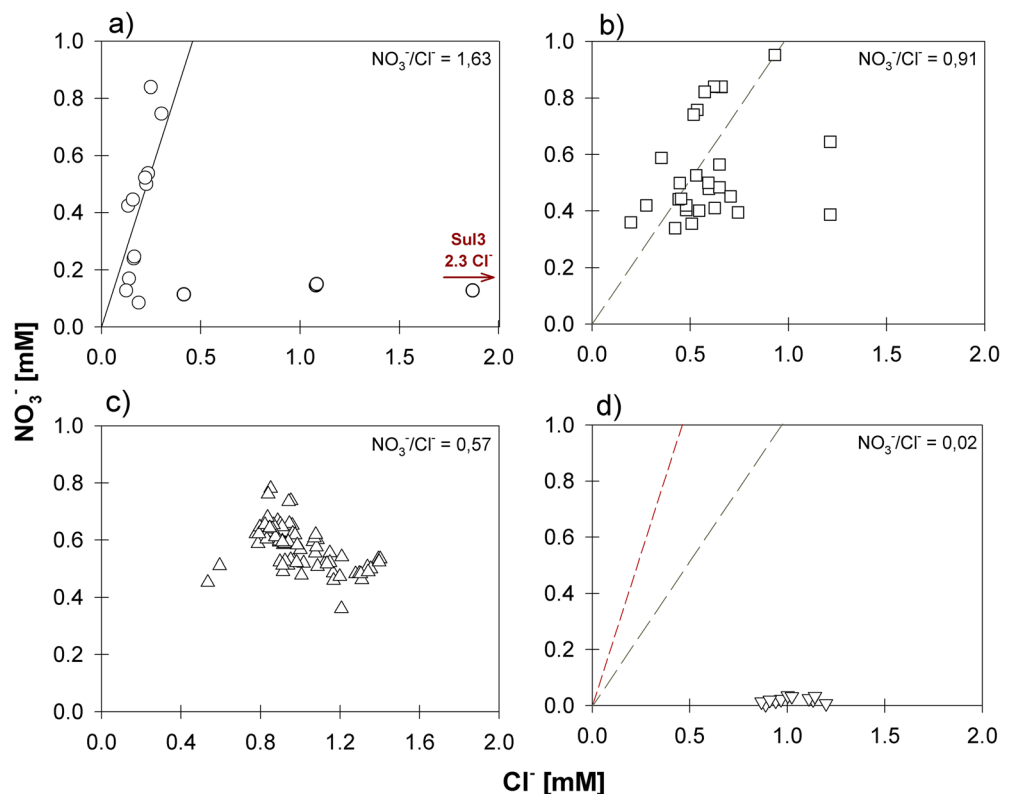 a)
NO₃⁻/Cl⁻ = 1,63
1.0
0.8
0.6
0.4
0.2
0.0
Sul3
2.3 Cl⁻
0.0 0.5 1.0 1.5 2.0
b)
NO₃⁻/Cl⁻ = 0,91
1.0
0.8
0.6
0.4
0.2
0.0
0.0 0.5 1.0 1.5 2.0
NO₃⁻ [mM]
c)
NO₃⁻/Cl⁻ = 0,57
1.0
0.8
0.6
0.4
0.2
0.0
0.0 0.4 0.8 1.2 1.6 2.0
d)
NO₃⁻/Cl⁻ = 0,02
1.0
0.8
0.6
0.4
0.2
0.0
0.0 0.5 1.0 1.5 2.0
Cl⁻ [mM]